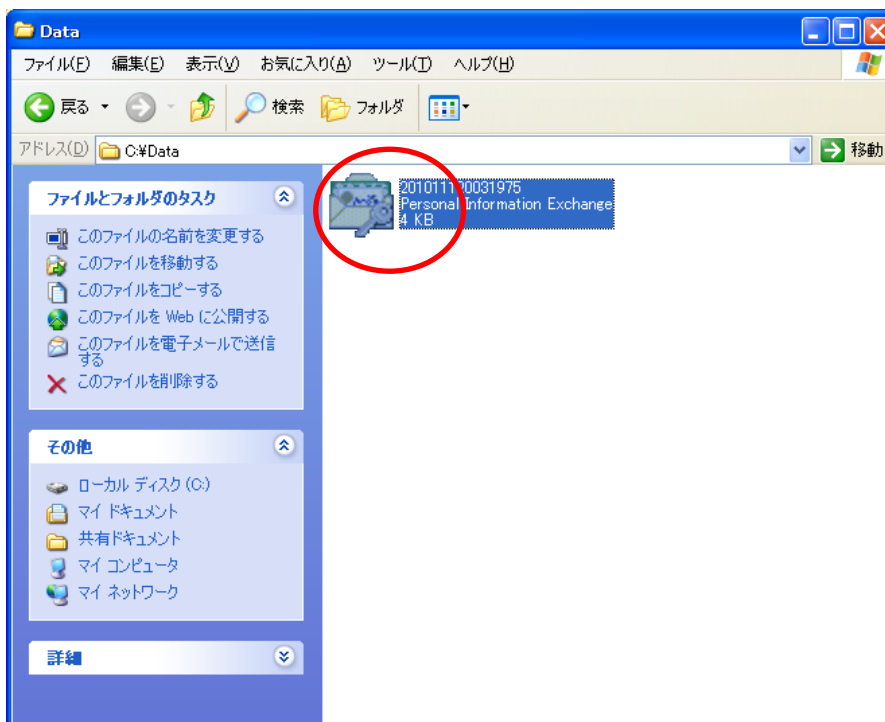 Data
ファイル(F) 編集(E) 表示(V) お気に入り(A) ツール(T) ヘルプ(H)
戻る 検索 フォルダ
アドレス(D) C:¥Data 移動
ファイルとフォルダのタスク
このファイルの名前を変更する
このファイルを移動する
このファイルをコピーする
このファイルを Web に公開する
このファイルを電子メールで送信
する
このファイルを削除する
その他
ローカル ディスク (C:)
マイ ドキュメント
共有ドキュメント
マイ コンピュータ
マイ ネットワーク
詳細
201011120031975
Personal Information Exchange
4 KB